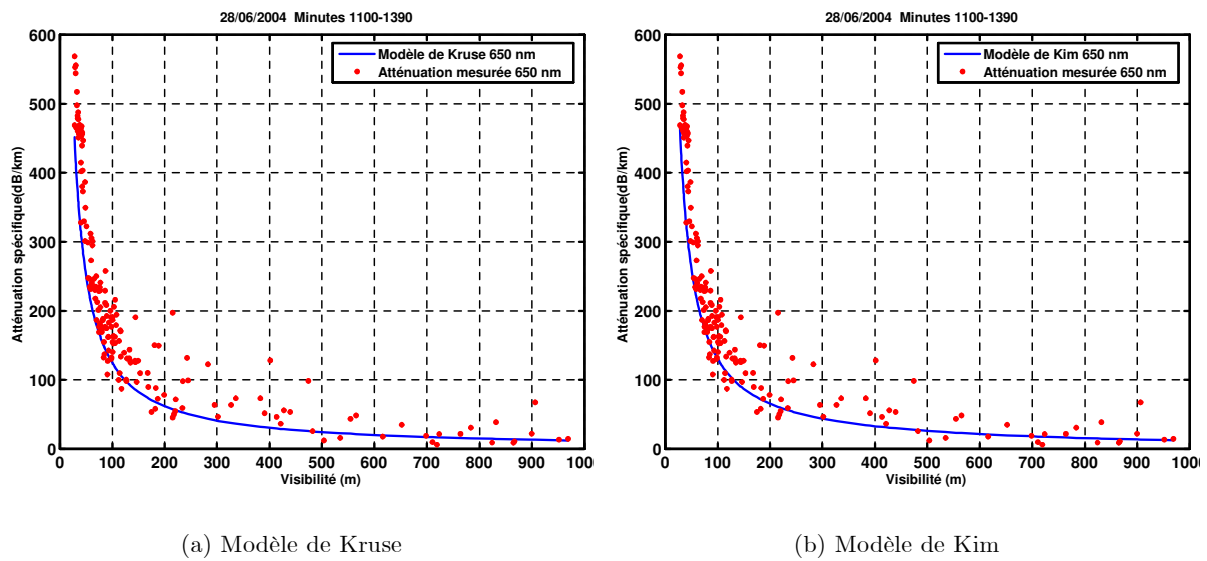 28/06/2004 Minutes 1100-1390
Atténuation spécifique(dB/km)
600
500
400
300
200
100
0
Modèle de Kruse 650 nm
Atténuation mesurée 650 nm
0 100 200 300 400 500 600 700 800 900 1000
Visibilité (m)
(a) Modèle de Kruse
28/06/2004 Minutes 1100-1390
Atténuation spécifique(dB/km)
600
500
400
300
200
100
0
Modèle de Kim 650 nm
Atténuation mesurée 650 nm
0 100 200 300 400 500 600 700 800 900 1000
Visibilité (m)
(b) Modèle de Kim